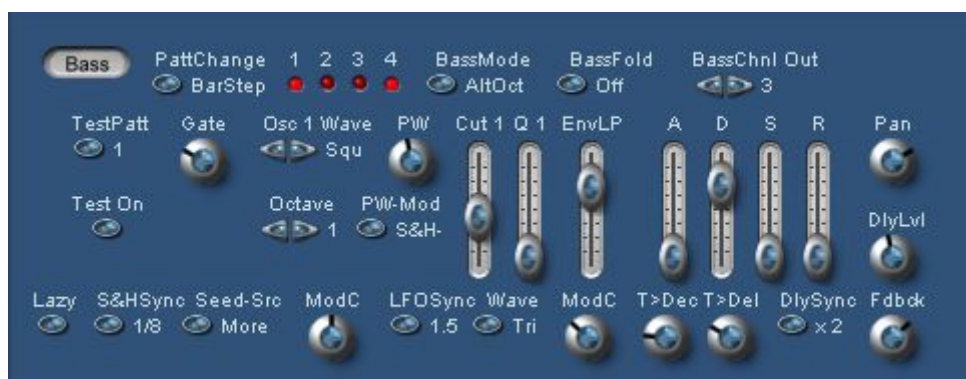 Bass PattChange 1 2 3 4 BassMode BassFold BassChnl Out
BarStep AltOct Off 3
TestPatt Gate Osc 1 Wave PW Cut 1 Q 1 EnvLP A D S R Pan
1 Squ
Test On Octave PW-Mod DlyLvl
1 S&H-
Lazy S&HSync Seed-Src ModC LFOSync Wave ModC T>Dec T>Del DlySync Fdbck
1/8 More 1.5 Tri x2